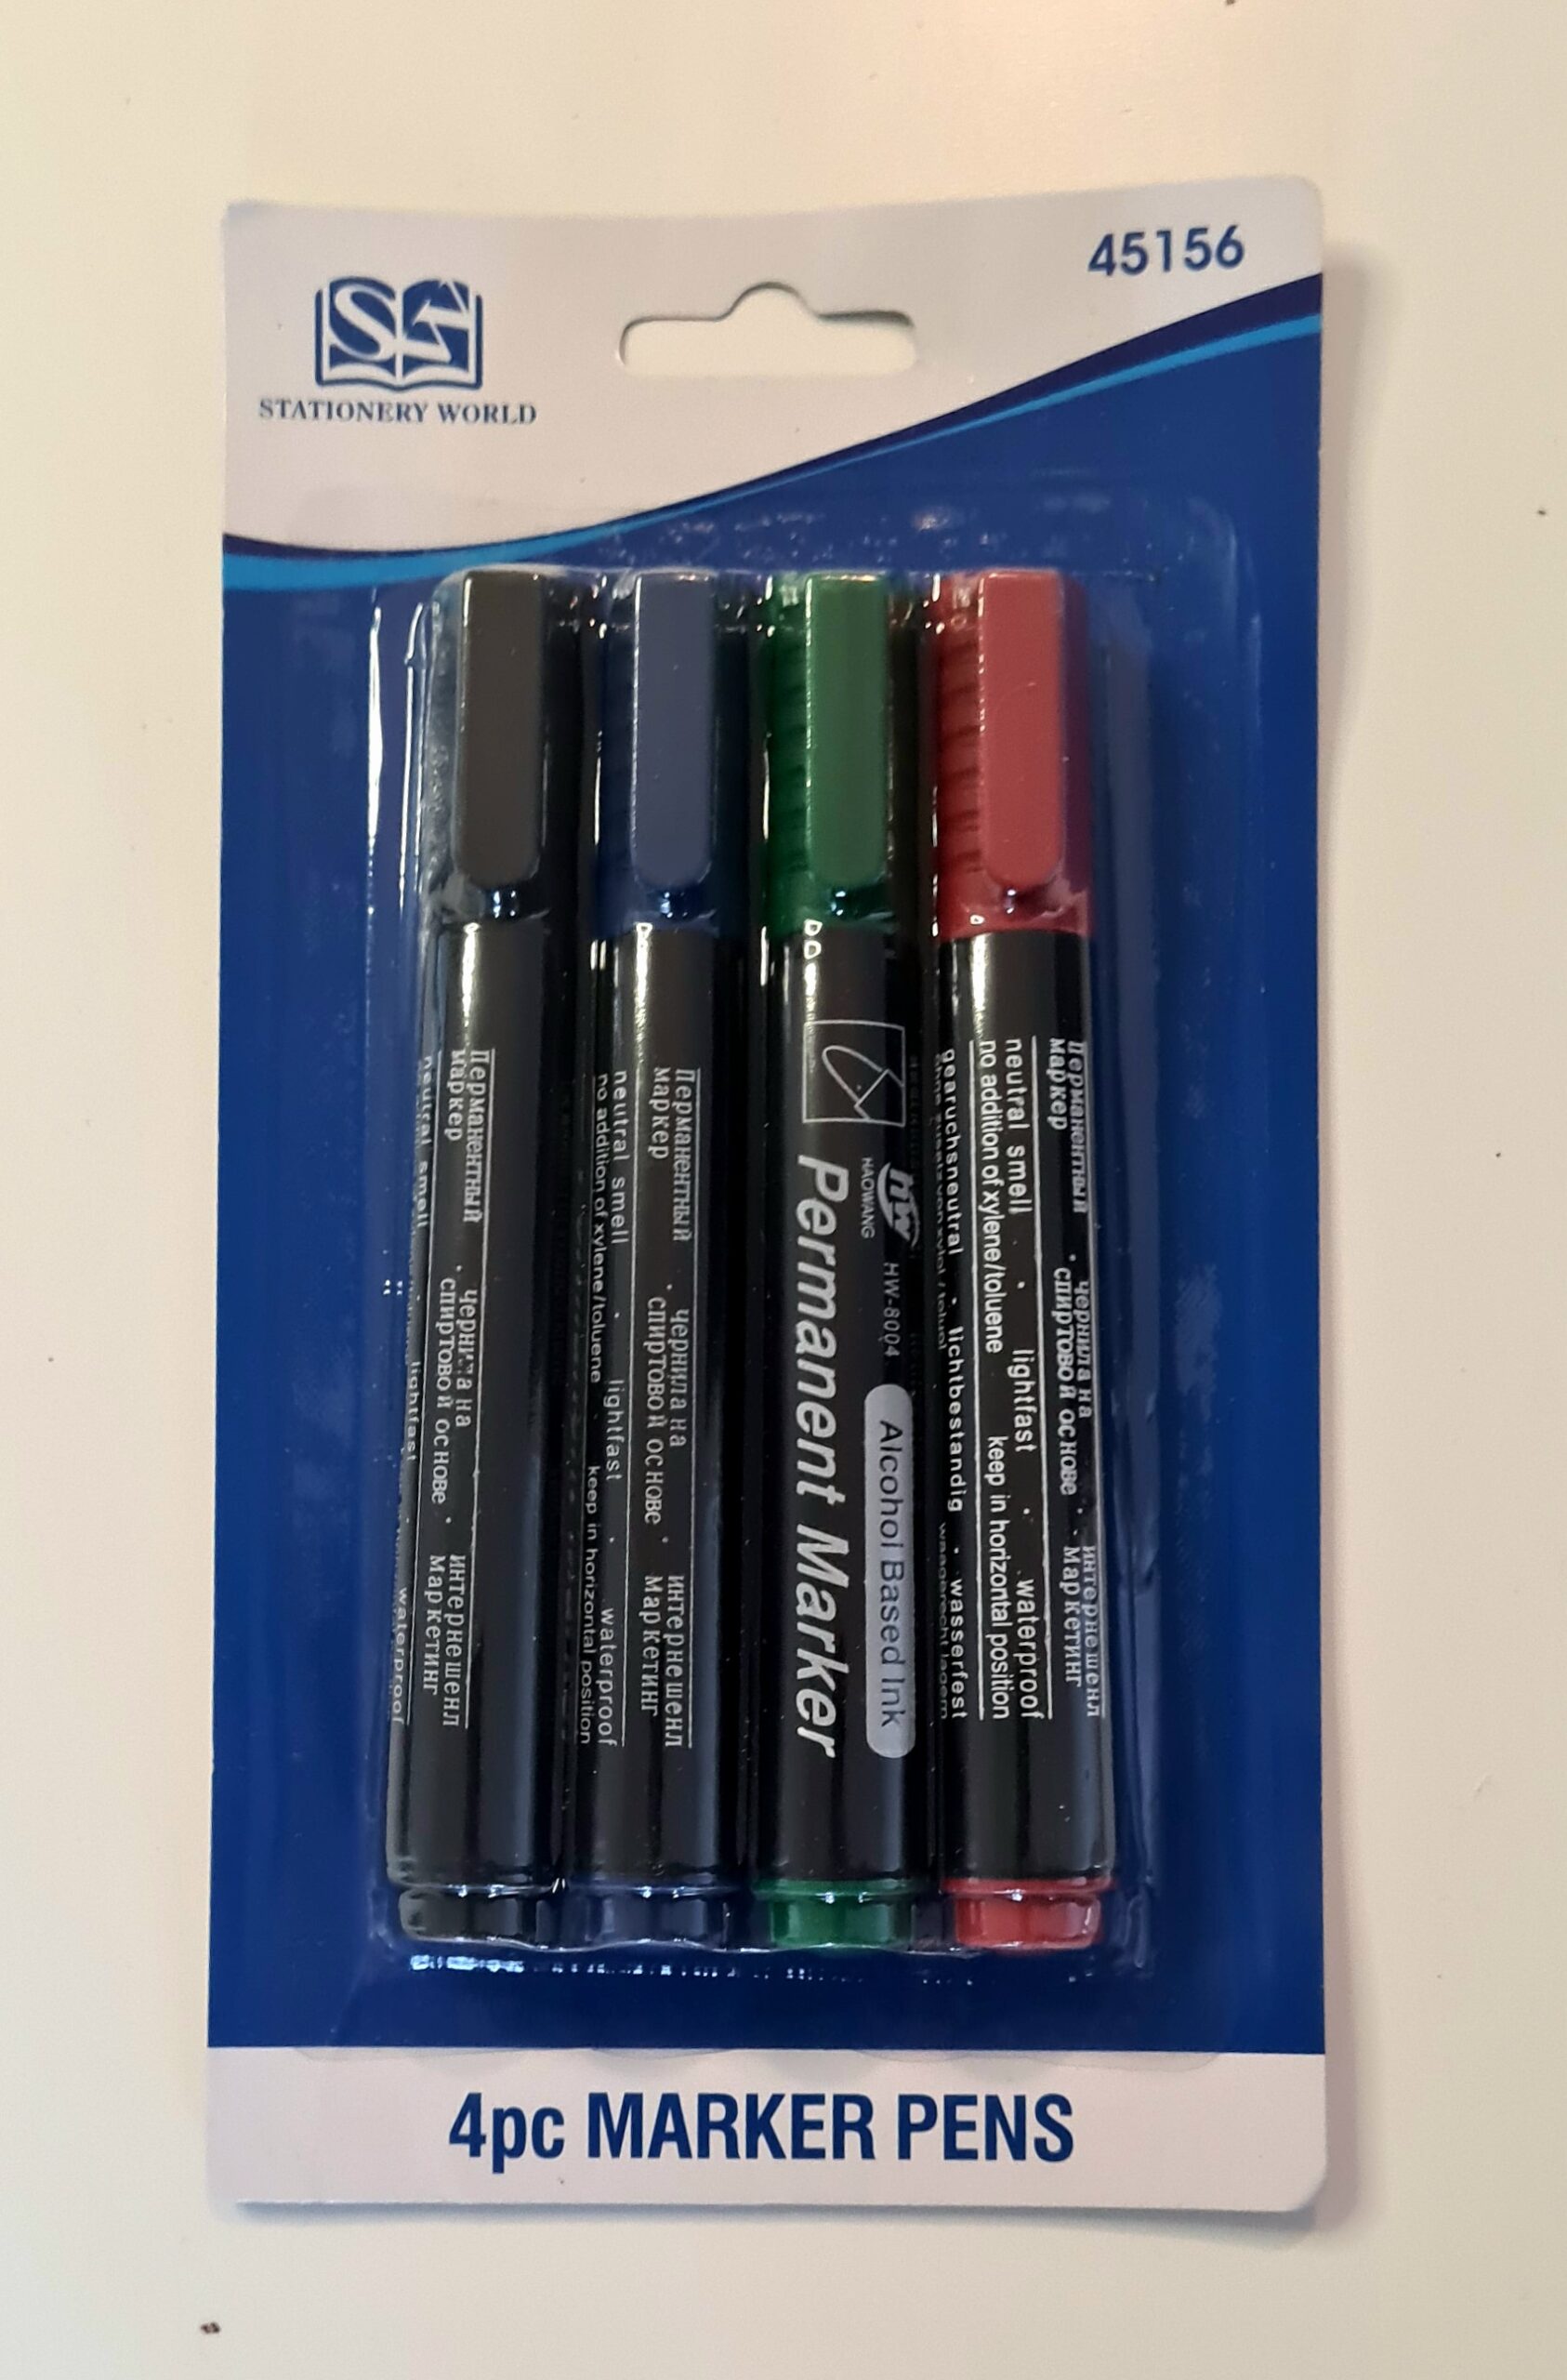 45156
STATIONERY WORLD
Перманентный
маркер
· чернила на
спиртовой основе ·
интернешенл
маркетинг
neutral smell · lightfast · waterproof
Перманентный
маркер
· чернила на
спиртовой основе ·
интернешенл
маркетинг
neutral smell · lightfast · waterproof
no addition of xylene/toluene · keep in horizontal position
hw HW-8004 Alcohol Based Ink
HAOWANG
Permanent Marker
Перманентный
маркер
· чернила на
спиртовой основе ·
интернешенл
маркетинг
neutral smell · lightfast · waterproof
no addition of xylene/toluene keep in horizontal position
gearuchsneutral · lichtbestandig · wasserfest
4pc MARKER PENS